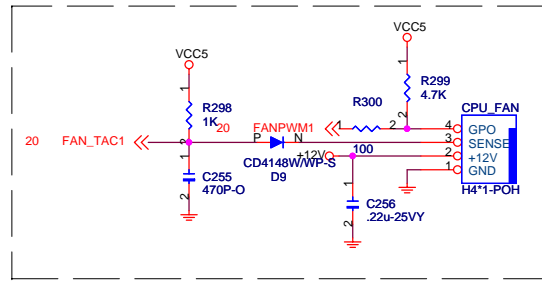 VCC5
VCC5
1
1
R298
1K
R299
4.7K
2
2
R300
CPU_FAN
20
FAN_TAC1
20
FANPWM1
1
2
4
GPO
P
N
3
SENSE
CD4148W/WP-S
D9
+12V
100
2
+12V
1
GND
H4*1-POH
1
C255
470P-O
2
1
C256
.22u-25VY
2